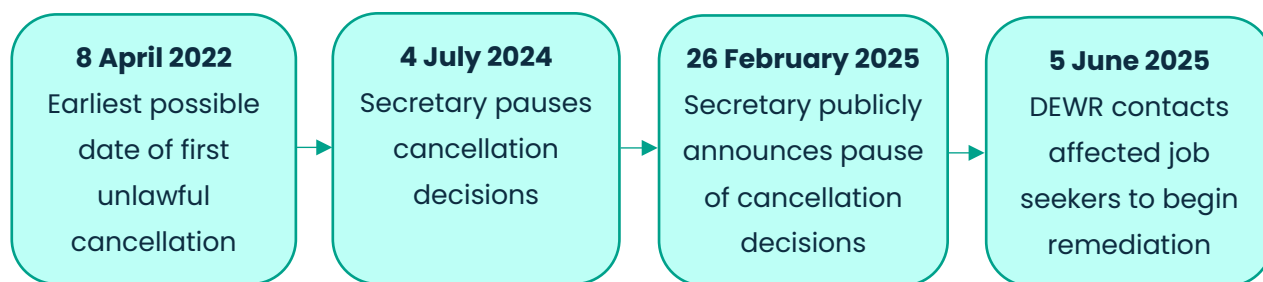 8 April 2022
Earliest possible
date of first
unlawful
cancellation
4 July 2024
Secretary pauses
cancellation
decisions
26 February 2025
Secretary publicly
announces pause
of cancellation
decisions
5 June 2025
DEWR contacts
affected job
seekers to begin
remediation